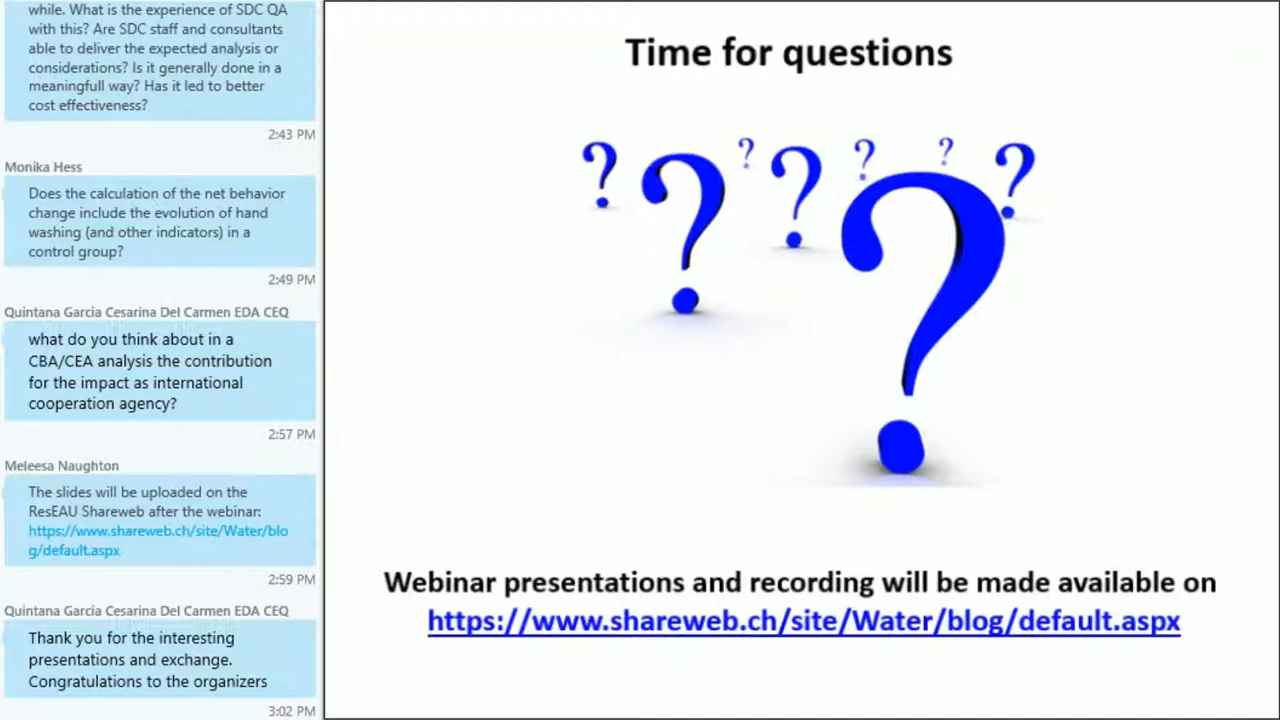 while. What is the experience of SDC QA
with this? Are SDC staff and consultants
able to deliver the expected analysis or
considerations? Is it generally done in a
meaningfull way? Has it led to better
cost effectiveness?
2:43 PM
Monika Hess
Does the calculation of the net behavior
change include the evolution of hand
washing (and other indicators) in a
control group?
2:49 PM
Quintana Garcia Cesarina Del Carmen EDA CEQ
what do you think about in a
CBA/CEA analysis the contribution
for the impact as international
cooperation agency?
2:57 PM
Meleesa Naughton
The slides will be uploaded on the
ResEAU Shareweb after the webinar:
https://www.shareweb.ch/site/Water/blo
g/default.aspx
2:59 PM
Quintana Garcia Cesarina Del Carmen EDA CEQ
Thank you for the interesting
presentations and exchange.
Congratulations to the organizers
3:02 PM
Time for questions
? ? ? ? ? ? ? ?
Webinar presentations and recording will be made available on
https://www.shareweb.ch/site/Water/blog/default.aspx